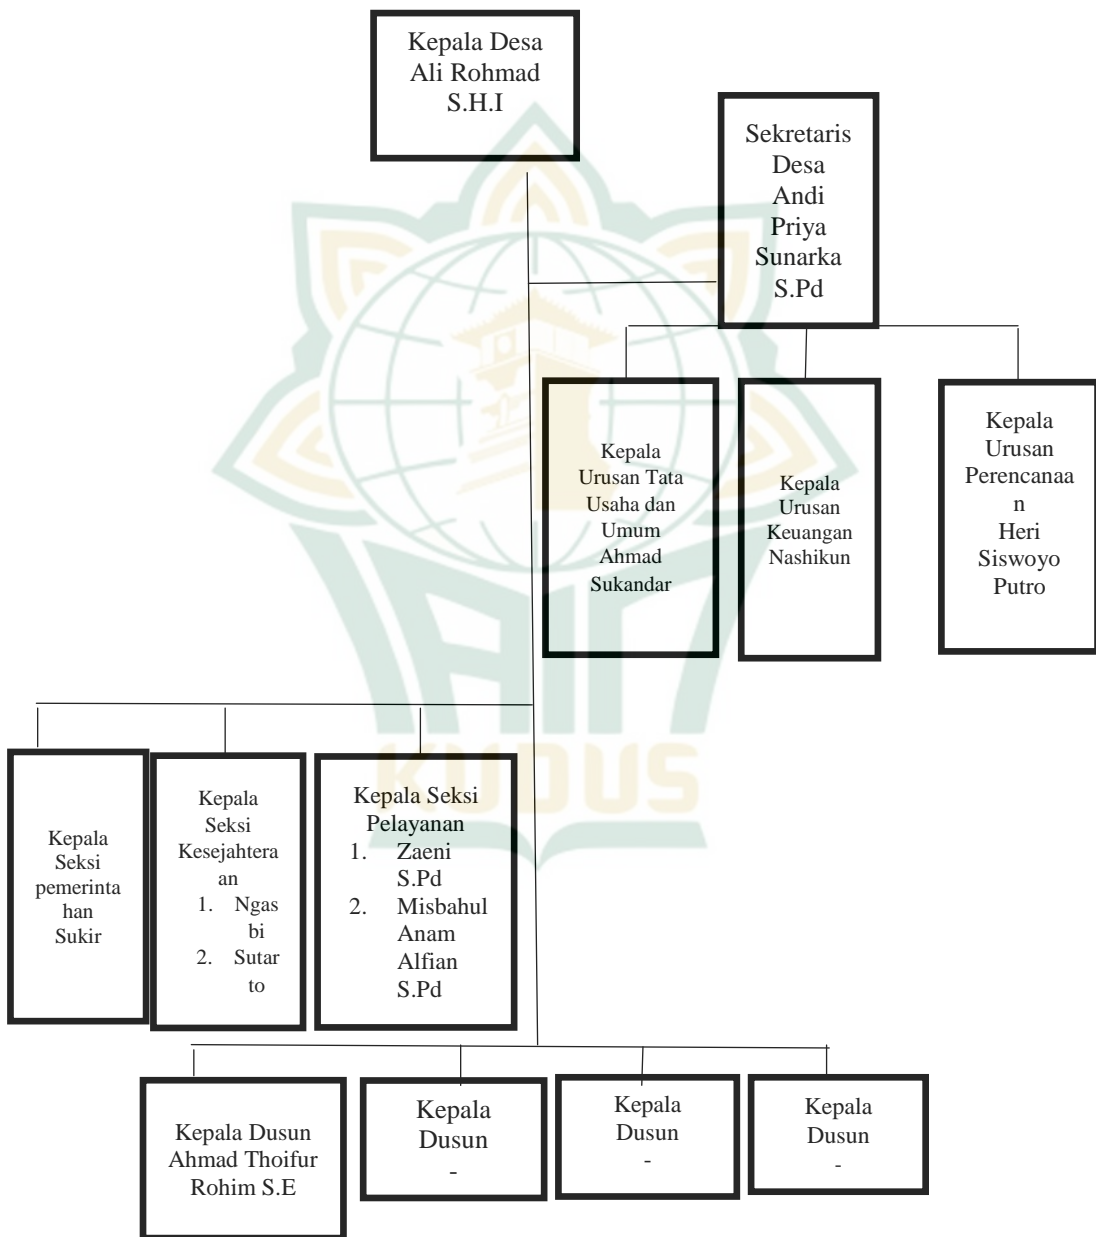 Kepala Desa
Ali Rohmad
S.H.I
Sekretaris
Desa
Andi
Priya
Sunarka
S.Pd
Kepala
Urusan Tata
Usaha dan
Umum
Ahmad
Sukandar
Kepala
Urusan
Keuangan
Nashikun
Kepala
Urusan
Perencanaa
n
Heri
Siswoyo
Putro
Kepala
Seksi
pemerinta
han
Sukir
Kepala
Seksi
Kesejahtera
an
1. Ngas
bi
2. Sutar
to
Kepala Seksi
Pelayanan
1. Zaeni
S.Pd
2. Misbahul
Anam
Alfian
S.Pd
Kepala Dusun
Ahmad Thoifur
Rohim S.E
Kepala
Dusun
-
Kepala
Dusun
-
Kepala
Dusun
-
IAIN
KUDUS